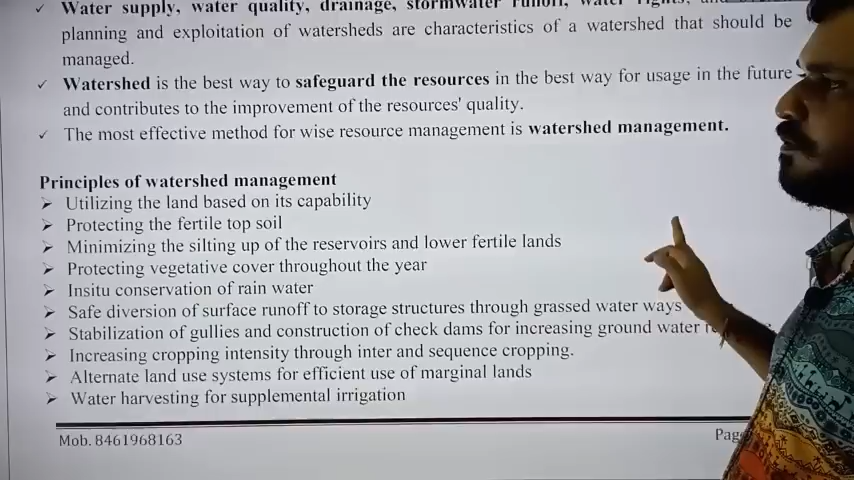 ✓ Water supply, water quality, drainage, stormwater runoff, water rights,
planning and exploitation of watersheds are characteristics of a watershed that should be
managed.
✓ Watershed is the best way to safeguard the resources in the best way for usage in the future
and contributes to the improvement of the resources' quality.
✓ The most effective method for wise resource management is watershed management.
Principles of watershed management
➢ Utilizing the land based on its capability
➢ Protecting the fertile top soil
➢ Minimizing the silting up of the reservoirs and lower fertile lands
➢ Protecting vegetative cover throughout the year
➢ Insitu conservation of rain water
➢ Safe diversion of surface runoff to storage structures through grassed water ways
➢ Stabilization of gullies and construction of check dams for increasing ground water
➢ Increasing cropping intensity through inter and sequence cropping.
➢ Alternate land use systems for efficient use of marginal lands
➢ Water harvesting for supplemental irrigation
Mob. 8461968163